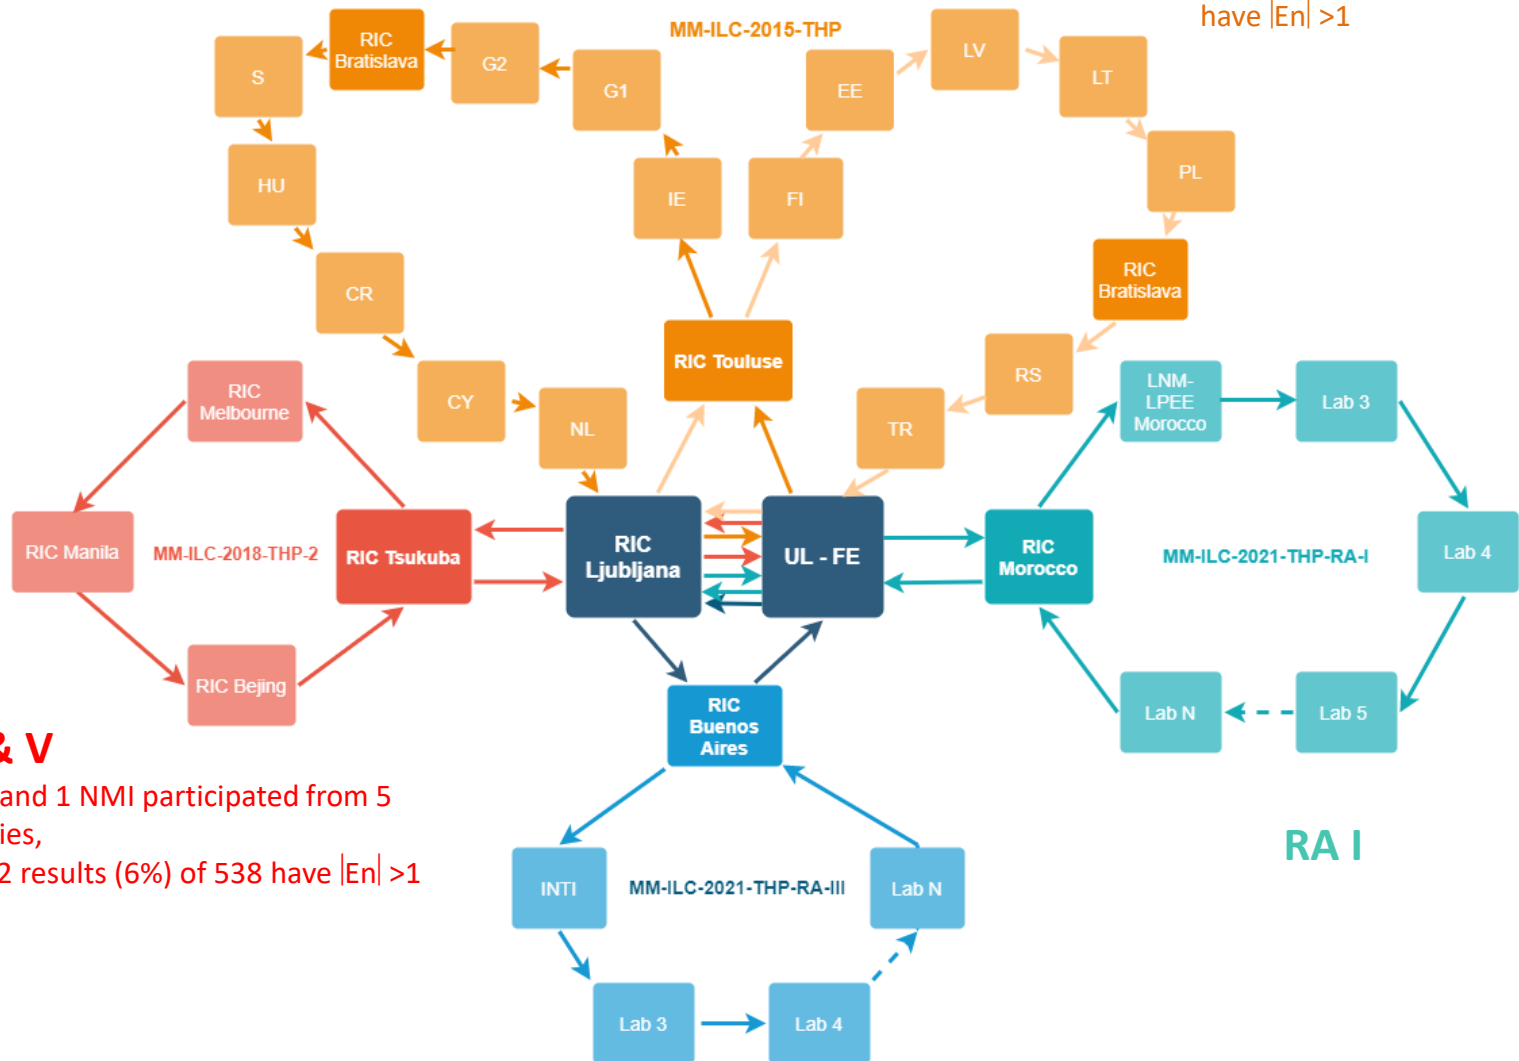 have |En| >1
MM-ILC-2015-THP
RIC
Bratislava
G2
G1
S
HU
CR
CY
NL
IE
FI
EE
LV
LT
PL
RIC
Bratislava
RS
TR
RIC Touluse
RIC
Melbourne
RIC Manila
MM-ILC-2018-THP-2
RIC Tsukuba
RIC Bejing
RIC
Ljubljana
UL - FE
RIC
Morocco
LNM-
LPEE
Morocco
Lab 3
Lab 4
MM-ILC-2021-THP-RA-I
Lab 5
Lab N
RIC
Buenos
Aires
INTI
MM-ILC-2021-THP-RA-III
Lab N
Lab 3
Lab 4
& V
and 1 NMI participated from 5
ies,
2 results (6%) of 538 have |En| >1
RA I